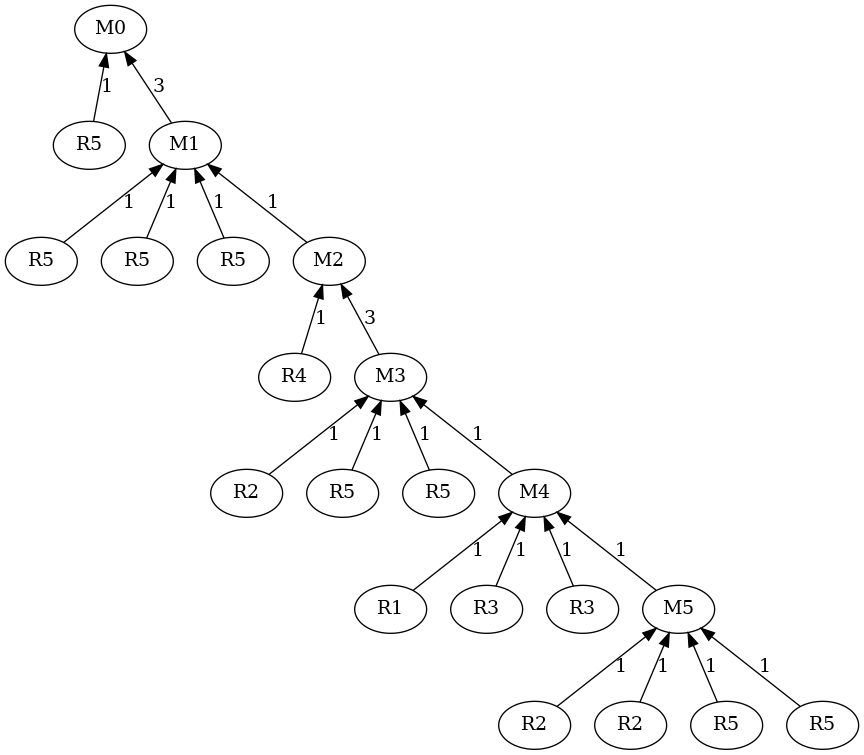 M0
1 3
R5 M1
1 1 1 1
R5 R5 R5 M2
1 3
R4 M3
1 1 1 1
R2 R5 R5 M4
1 1 1 1
R1 R3 R3 M5
1 1 1 1
R2 R2 R5 R5